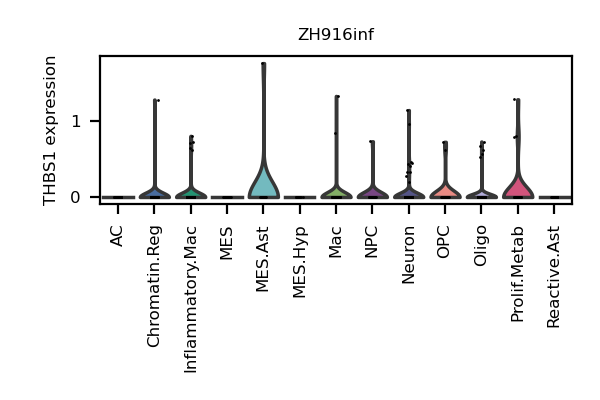 ZH916inf
THBS1 expression
1
0
AC
Chromatin.Reg
Inflammatory.Mac
MES
MES.Ast
MES.Hyp
Mac
NPC
Neuron
OPC
Oligo
Prolif.Metab
Reactive.Ast